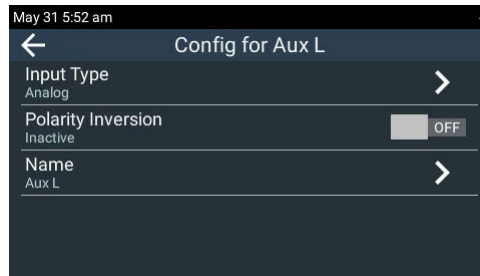 May 31 5:52 am
Config for Aux L
Input Type
Analog
Polarity Inversion
Inactive
OFF
Name
Aux L